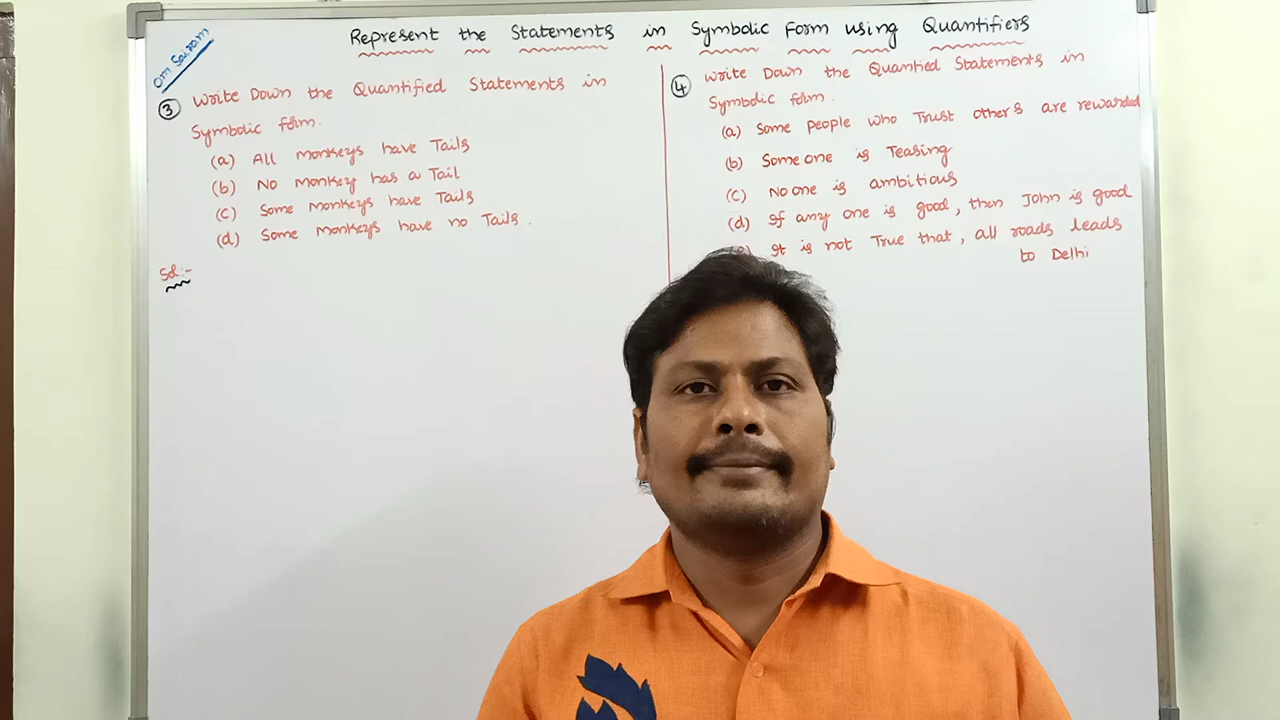 Represent the Statements in Symbolic Form using Quantifiers
Om Sairam
③ Write Down the Quantified Statements in
Symbolic form.
(a) All monkeys have Tails
(b) No Monkey has a Tail
(c) Some Monkeys have Tails
(d) Some Monkeys have no Tails.
Sol:-
④ Write Down the Quantied Statements in
Symbolic form.
(a) Some people who Trust others are rewarded
(b) Some one is Teasing
(c) No one is ambitious
(d) If any one is good, then John is good
It is not True that, all roads leads
to Delhi